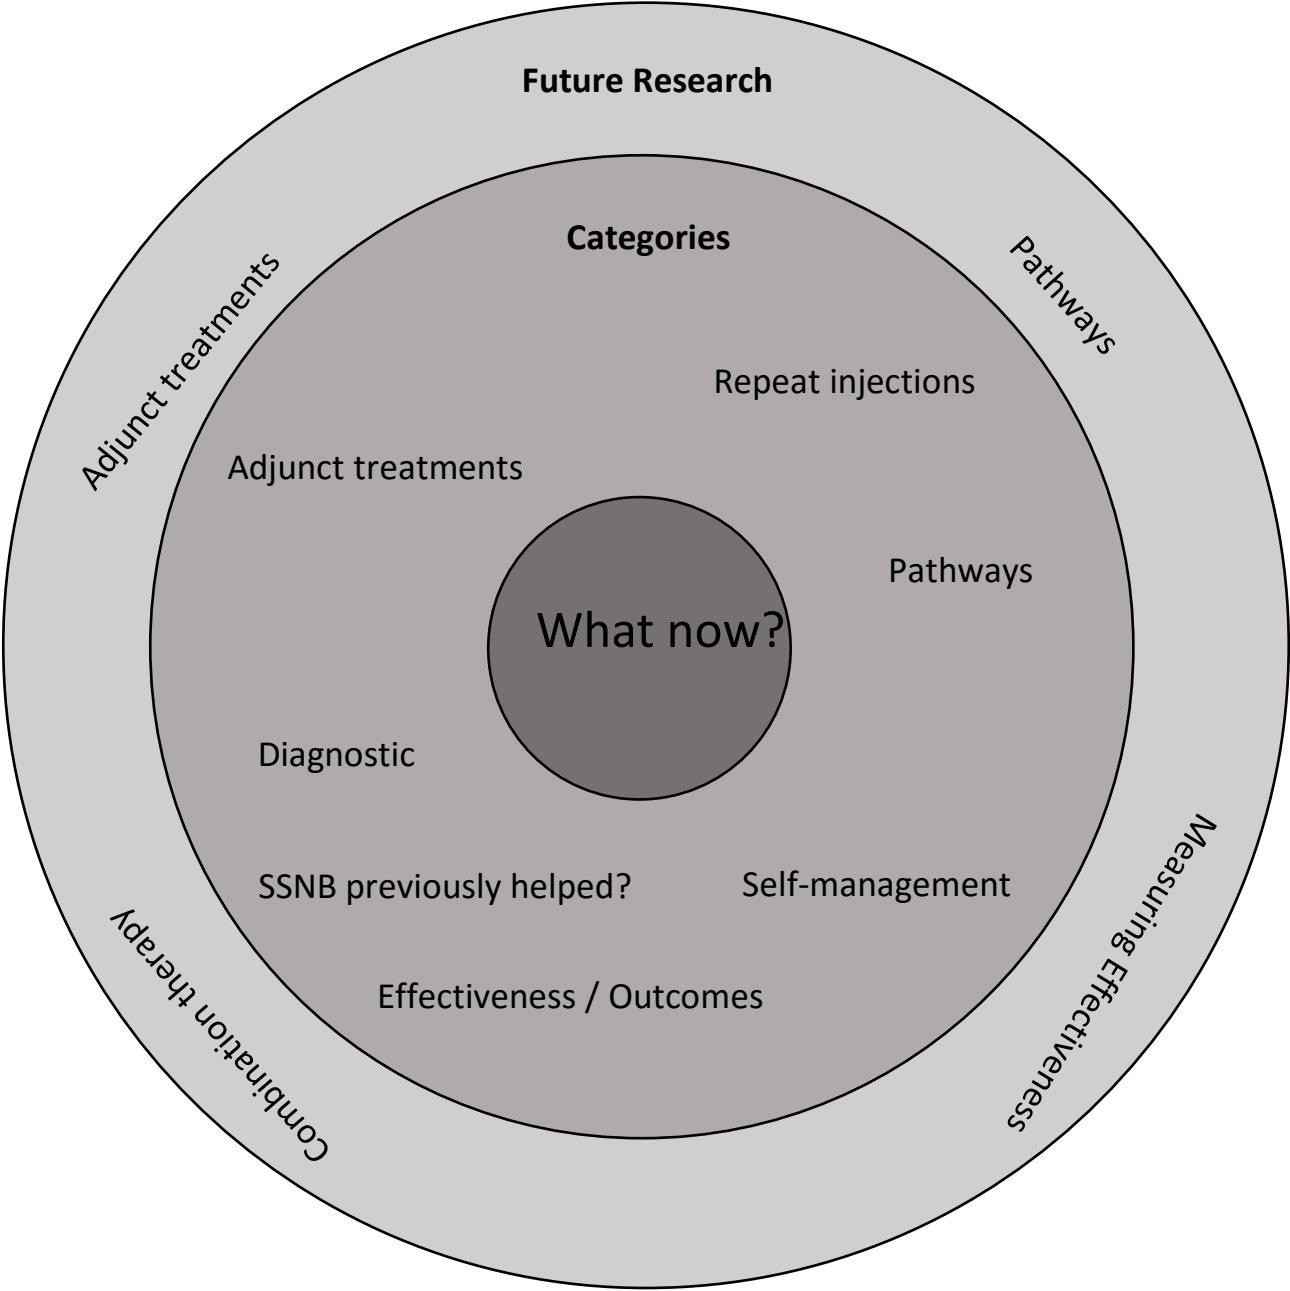 Future Research
Categories
Pathways
Adjunct treatments
Repeat injections
Adjunct treatments
Pathways
What now?
Diagnostic
SSNB previously helped?
Self-management
Measuring Effectiveness
Combination therapy
Effectiveness / Outcomes